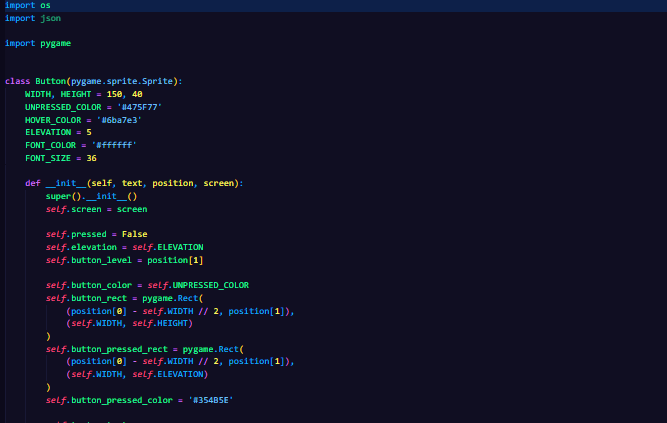 import os
import json

import pygame


class Button(pygame.sprite.Sprite):
    WIDTH, HEIGHT = 150, 40
    UNPRESSED_COLOR = '#475F77'
    HOVER_COLOR = '#6ba7e3'
    ELEVATION = 5
    FONT_COLOR = '#ffffff'
    FONT_SIZE = 36

    def __init__(self, text, position, screen):
        super().__init__()
        self.screen = screen

        self.pressed = False
        self.elevation = self.ELEVATION
        self.button_level = position[1]

        self.button_color = self.UNPRESSED_COLOR
        self.button_rect = pygame.Rect(
            (position[0] - self.WIDTH // 2, position[1]),
            (self.WIDTH, self.HEIGHT)
        )
        self.button_pressed_rect = pygame.Rect(
            (position[0] - self.WIDTH // 2, position[1]),
            (self.WIDTH, self.ELEVATION)
        )
        self.button_pressed_color = '#354B5E'